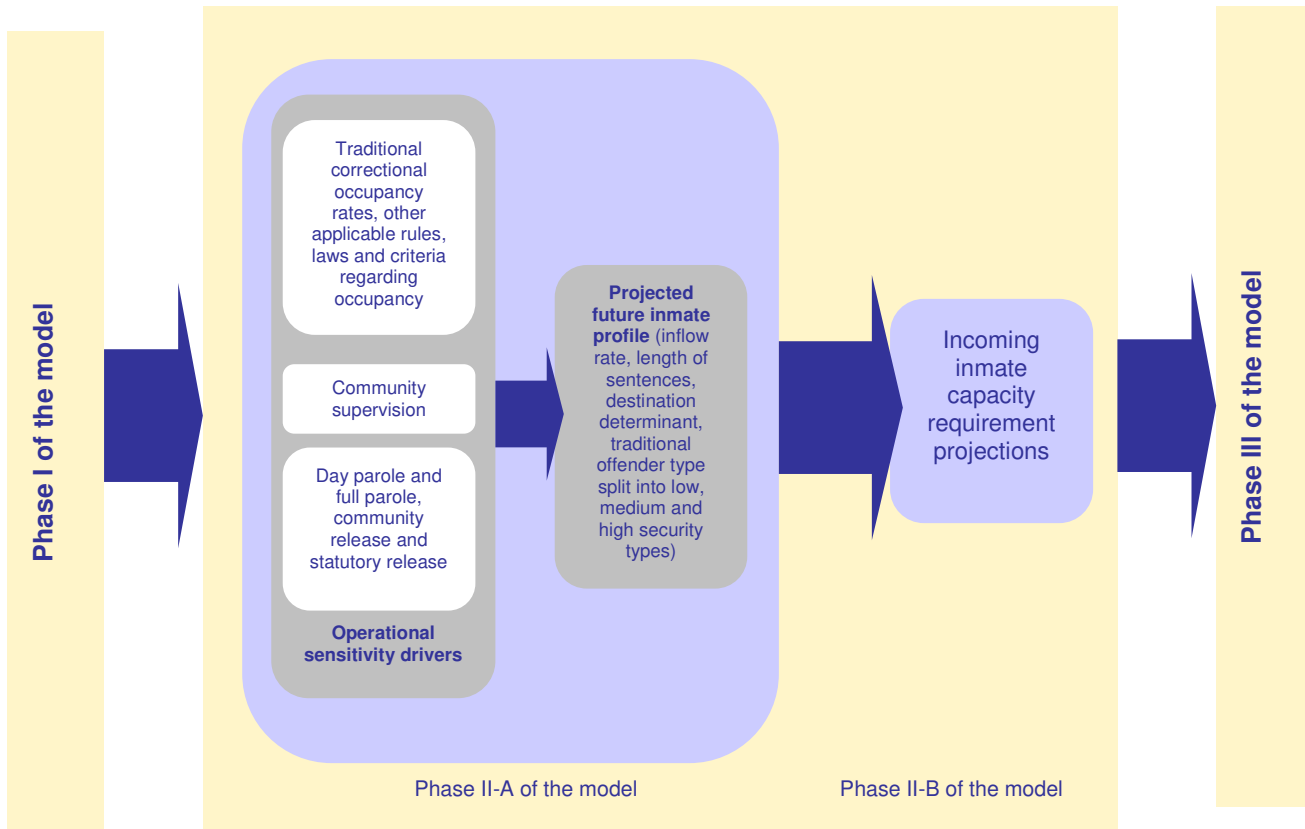 Phase I of the model
Traditional
correctional
occupancy
rates, other
applicable rules,
laws and criteria
regarding
occupancy
Community
supervision
Day parole and
full parole,
community
release and
statutory release
Operational
sensitivity drivers
Projected
future inmate
profile (inflow
rate, length of
sentences,
destination
determinant,
traditional
offender type
split into low,
medium and
high security
types)
Phase II-A of the model
Incoming
inmate
capacity
requirement
projections
Phase II-B of the model
Phase III of the model